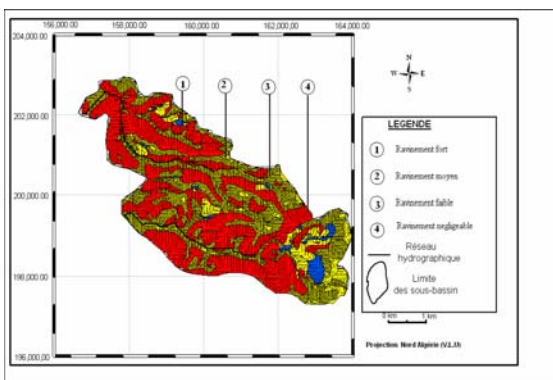 156,000.00 158,000.00 160,000.00 162,000.00 164,000.00
204,000.00
202,000.00
200,000.00
198,000.00
196,000.00
1 2 3 4
N
W E
S
LEGENDE
1 Ravinement fort
2 Ravinement moyen
3 Ravinement faible
4 Ravinement negligeable
Réseau
hydrographique
Limite
des sous-bassin
0 km 1 km
Projection Nord Algérie (V.L.U)